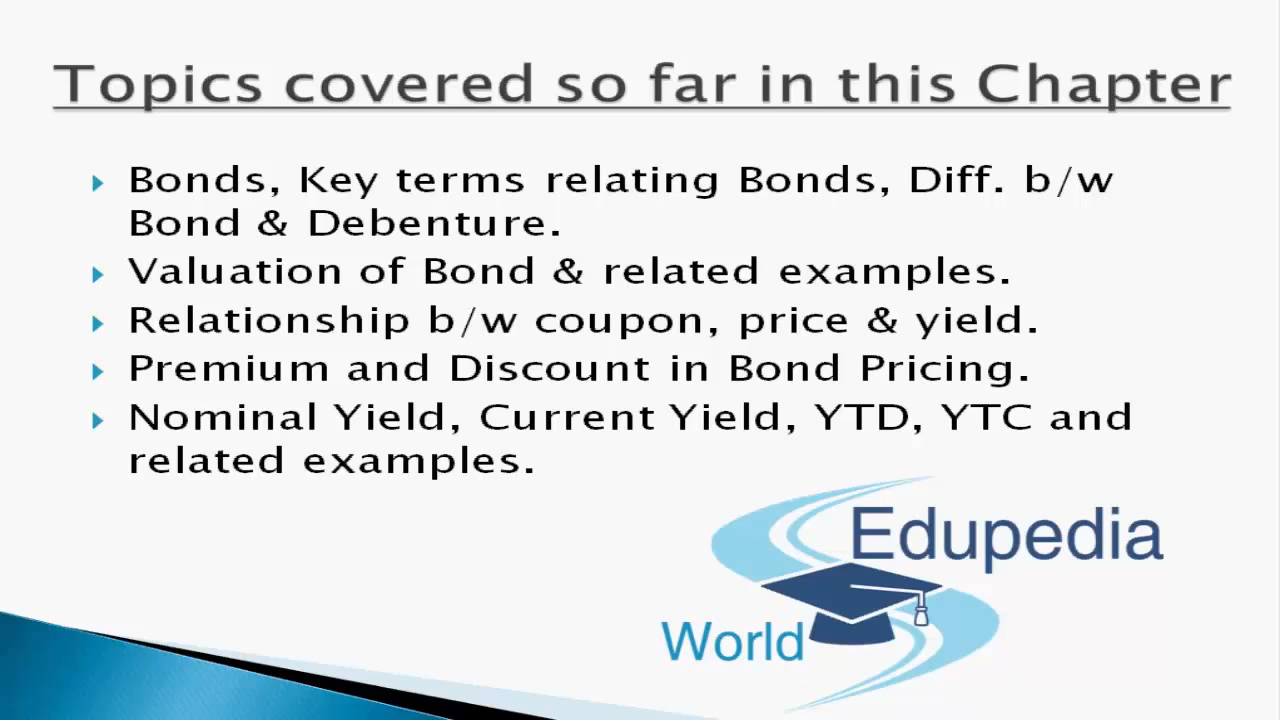 Topics covered so far in this Chapter
Bonds, Key terms relating Bonds, Diff. b/w
Bond & Debenture.
Valuation of Bond & related examples.
Relationship b/w coupon, price & yield.
Premium and Discount in Bond Pricing.
Nominal Yield, Current Yield, YTD, YTC and
related examples.
Edupedia
World